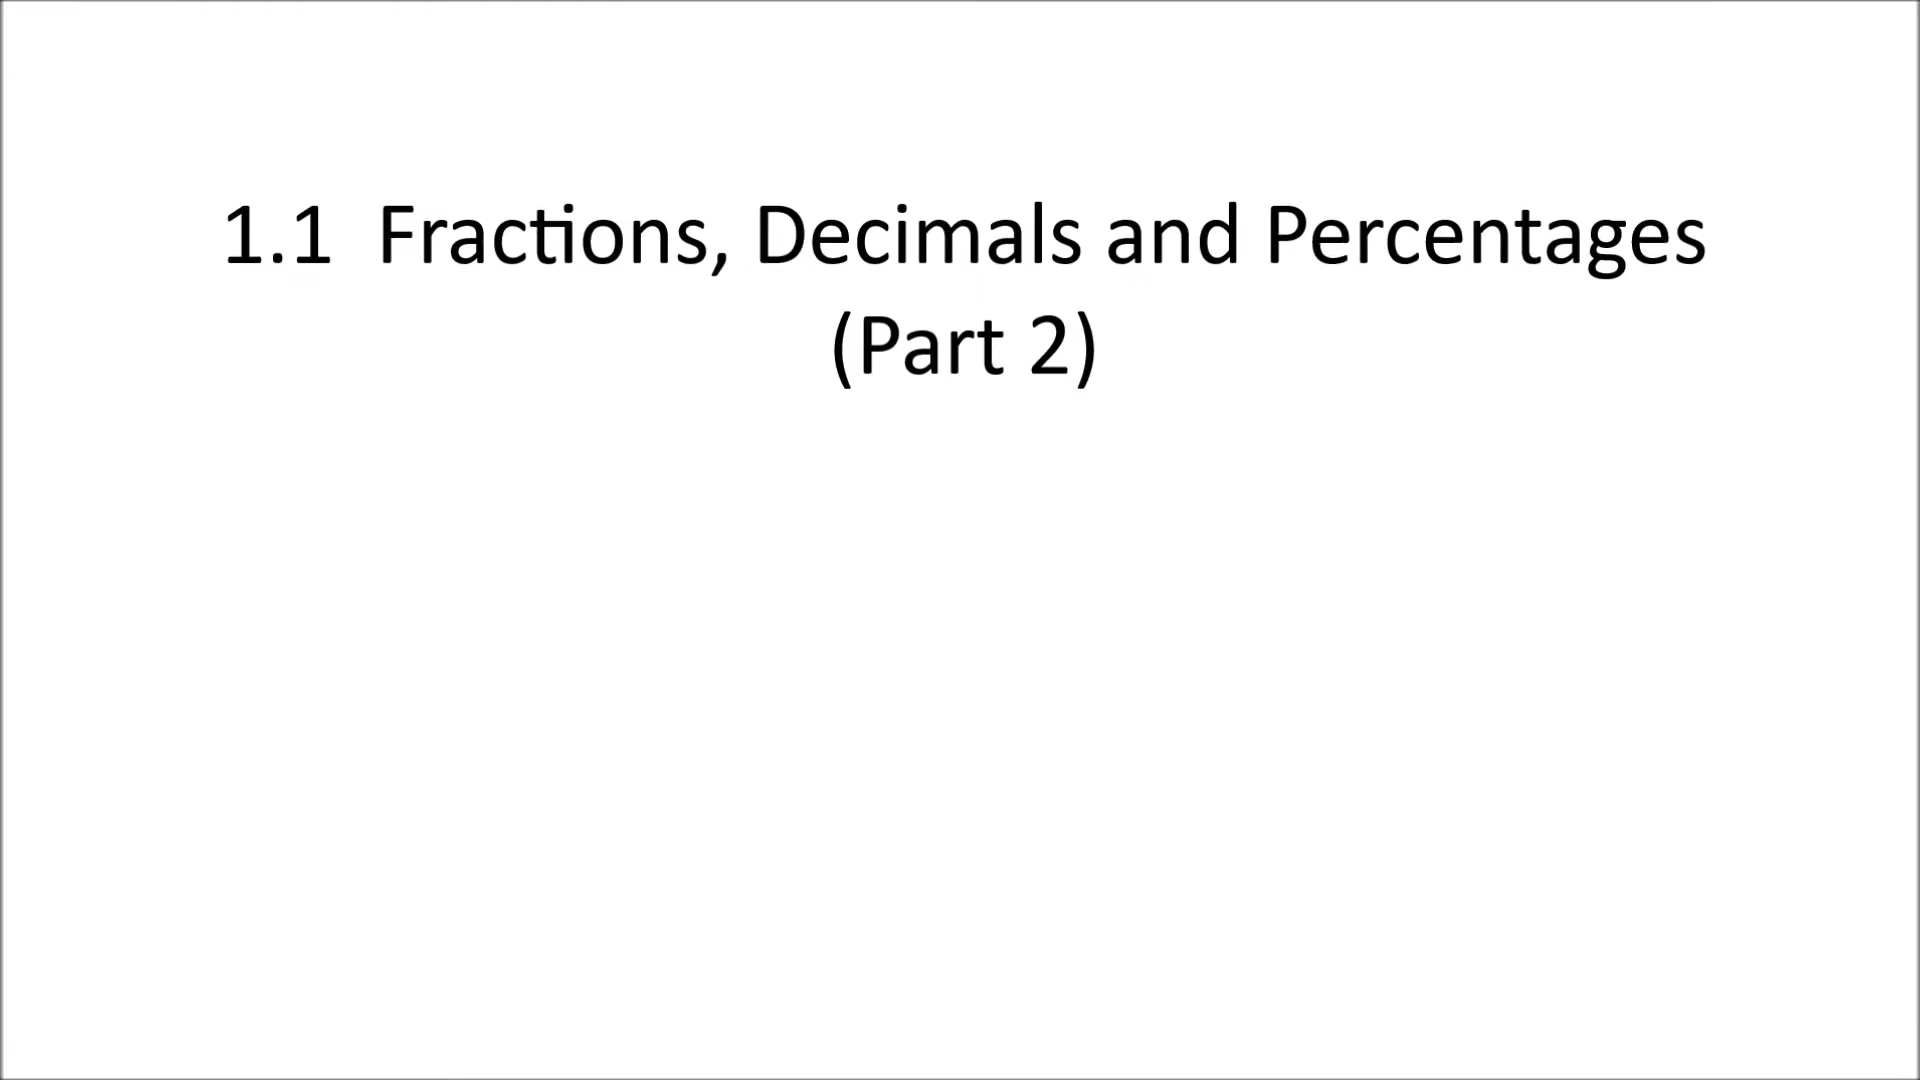 1.1  Fractions, Decimals and Percentages
(Part 2)